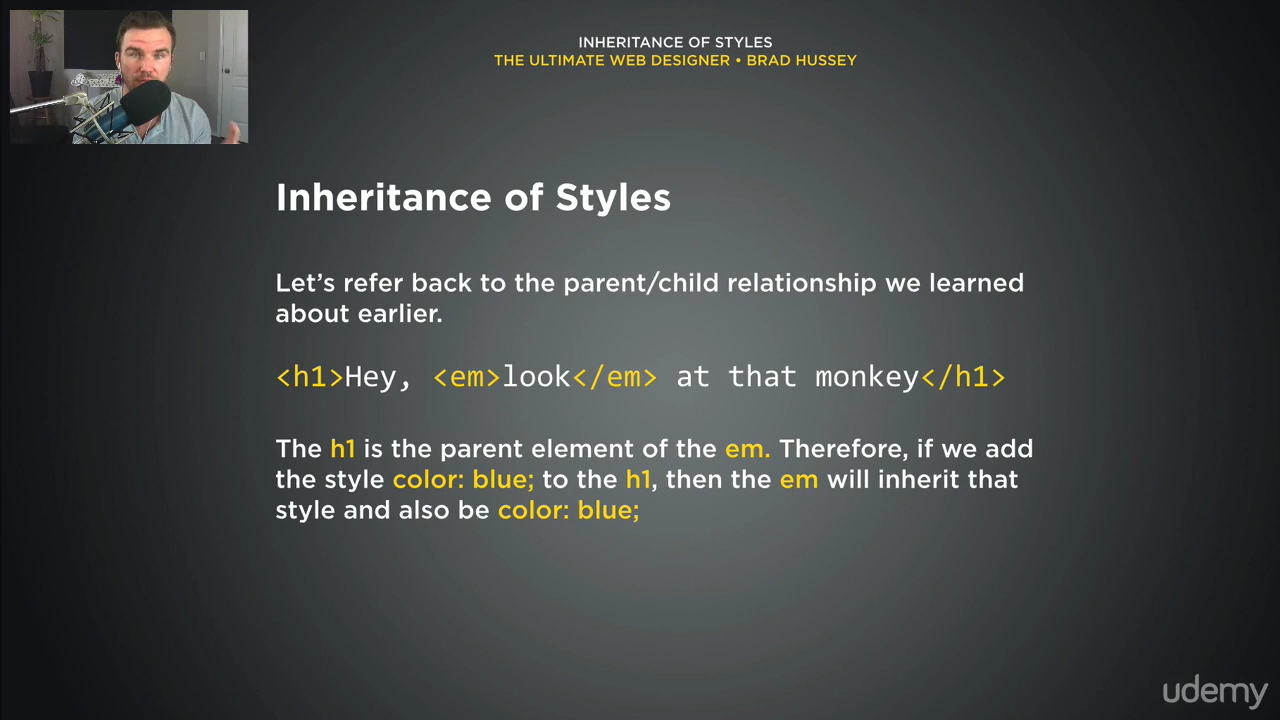 INHERITANCE OF STYLES
THE ULTIMATE WEB DESIGNER • BRAD HUSSEY
Inheritance of Styles
Let’s refer back to the parent/child relationship we learned
about earlier.
<h1>Hey, <em>look</em> at that monkey</h1>
The h1 is the parent element of the em. Therefore, if we add
the style color: blue; to the h1, then the em will inherit that
style and also be color: blue;
udemy